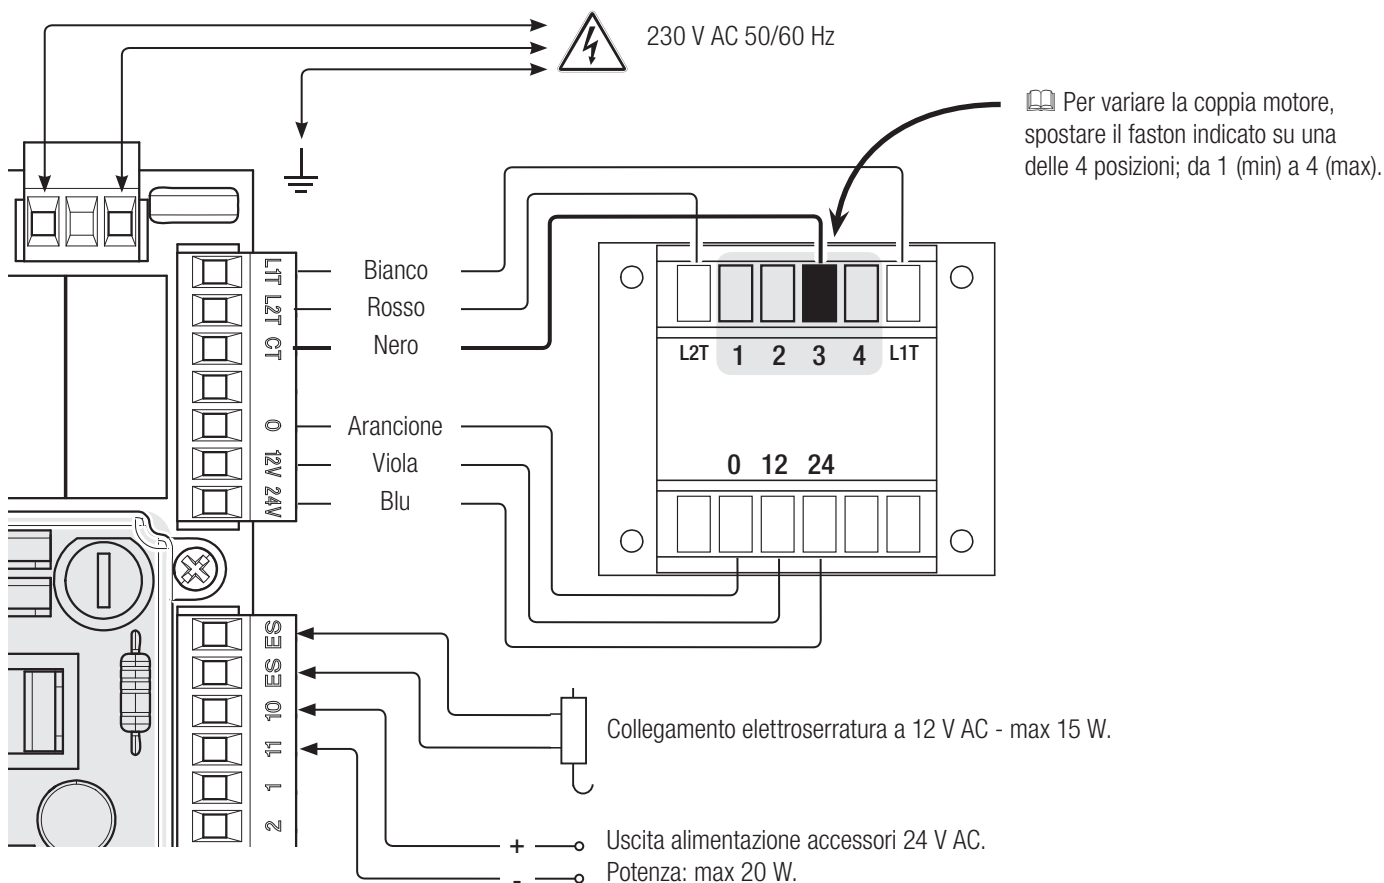 230 V AC 50/60 Hz
Per variare la coppia motore,
spostare il faston indicato su una
delle 4 posizioni; da 1 (min) a 4 (max).
L1T
L2T
CT
0
12V
24V
Bianco
Rosso
Nero
Arancione
Viola
Blu
L2T 1 2 3 4 L1T
0 12 24
ES
ES
10
11
1
2
Collegamento elettroserratura a 12 V AC - max 15 W.
+
-
Uscita alimentazione accessori 24 V AC.
Potenza: max 20 W.